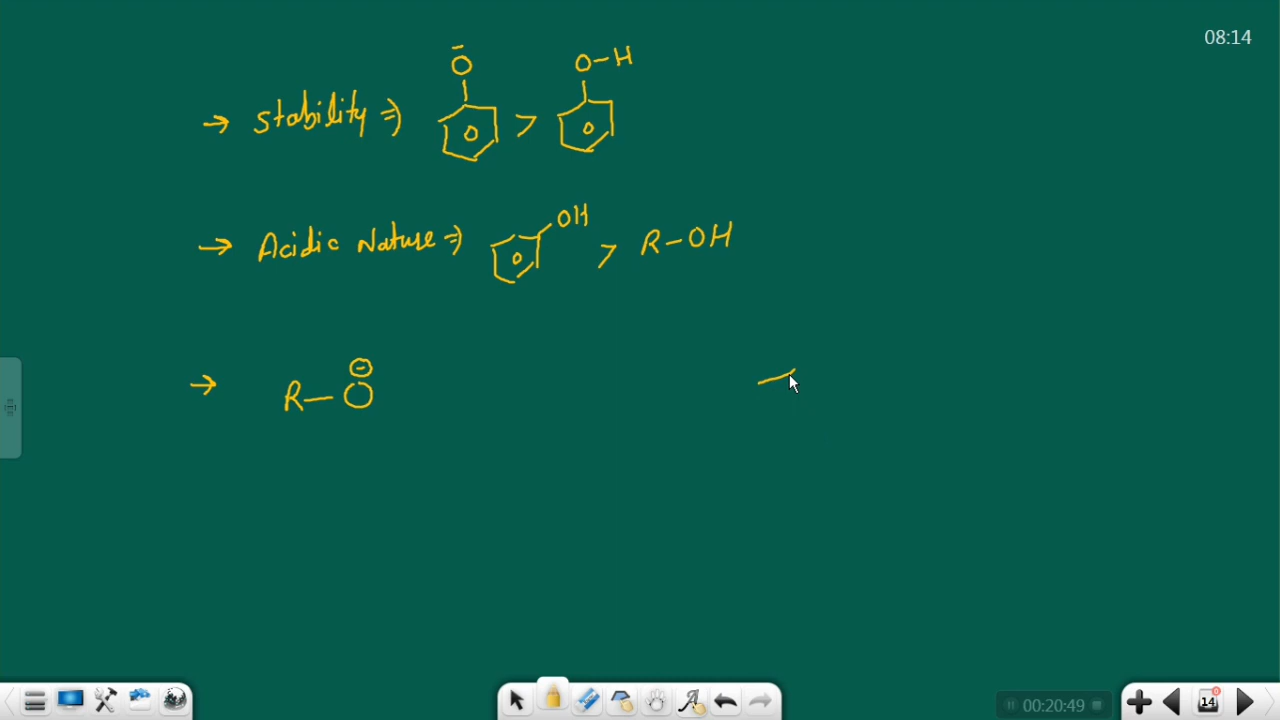 08:14
→ Stability ⇒ O⁻ > O-H
→ Acidic Nature ⇒ OH > R-OH
→ R-O⊖
00:20:49
14